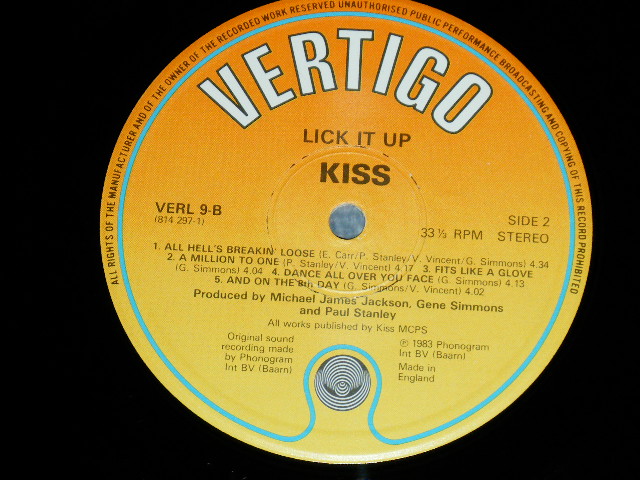 ALL RIGHTS OF THE MANUFACTURER AND OF THE OWNER OF THE RECORDED WORK RESERVED UNAUTHORISED PUBLIC PERFORMANCE BROADCASTING AND COPYING OF THIS RECORD PROHIBITED
VERTIGO
LICK IT UP
KISS
VERL 9-B
(814 297-1)
SIDE 2
33 1/3 RPM STEREO
1. ALL HELL'S BREAKIN' LOOSE (E. Carr/P. Stanley/V. Vincent/G. Simmons) 4.34
2. A MILLION TO ONE (P. Stanley/V. Vincent) 4.17 3. FITS LIKE A GLOVE
(G. Simmons) 4.04 4. DANCE ALL OVER YOU FACE (G. Simmons) 4.13
5. AND ON THE 8th DAY (G. Simmons/V. Vincent) 4.02
Produced by Michael James Jackson, Gene Simmons
and Paul Stanley
All works published by Kiss MCPS
Original sound
recording made
by Phonogram
Int BV (Baarn)
℗ 1983 Phonogram
Int BV (Baarn)
Made in
England